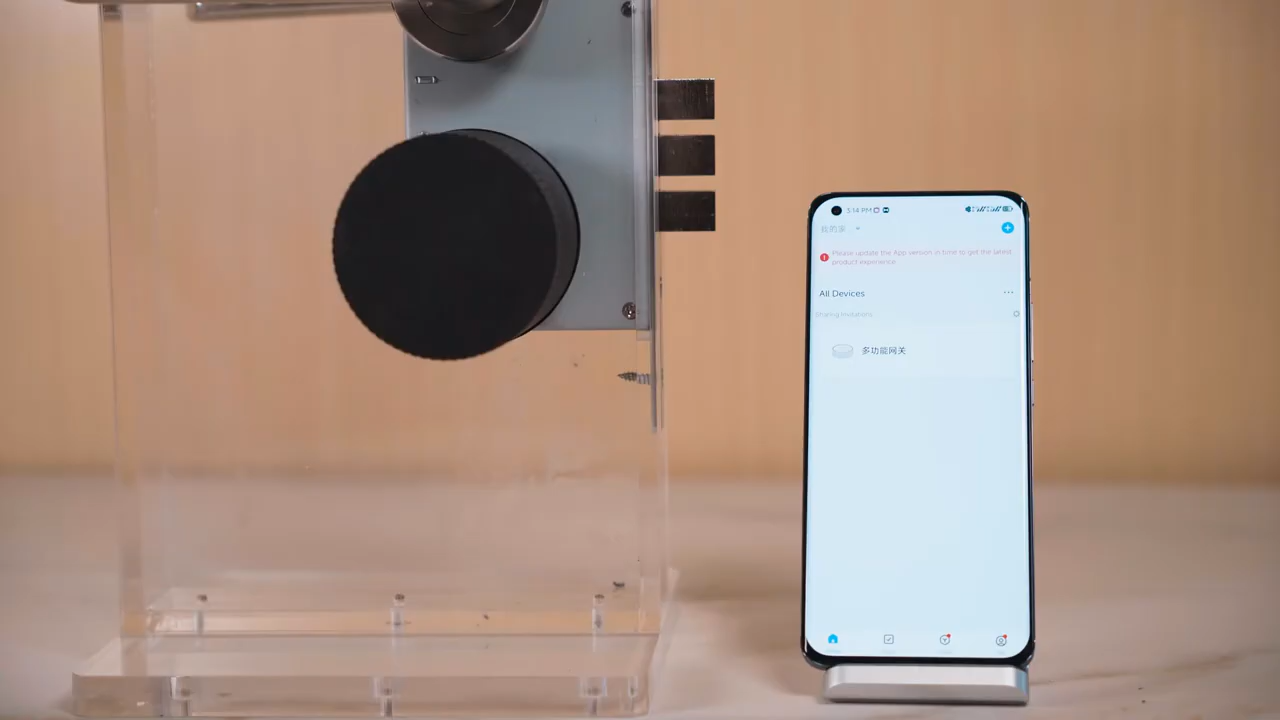 5:14 PM
我的家
Please update the App version in time to get the latest
product experience
All Devices
Sharing Invitations
多功能网关